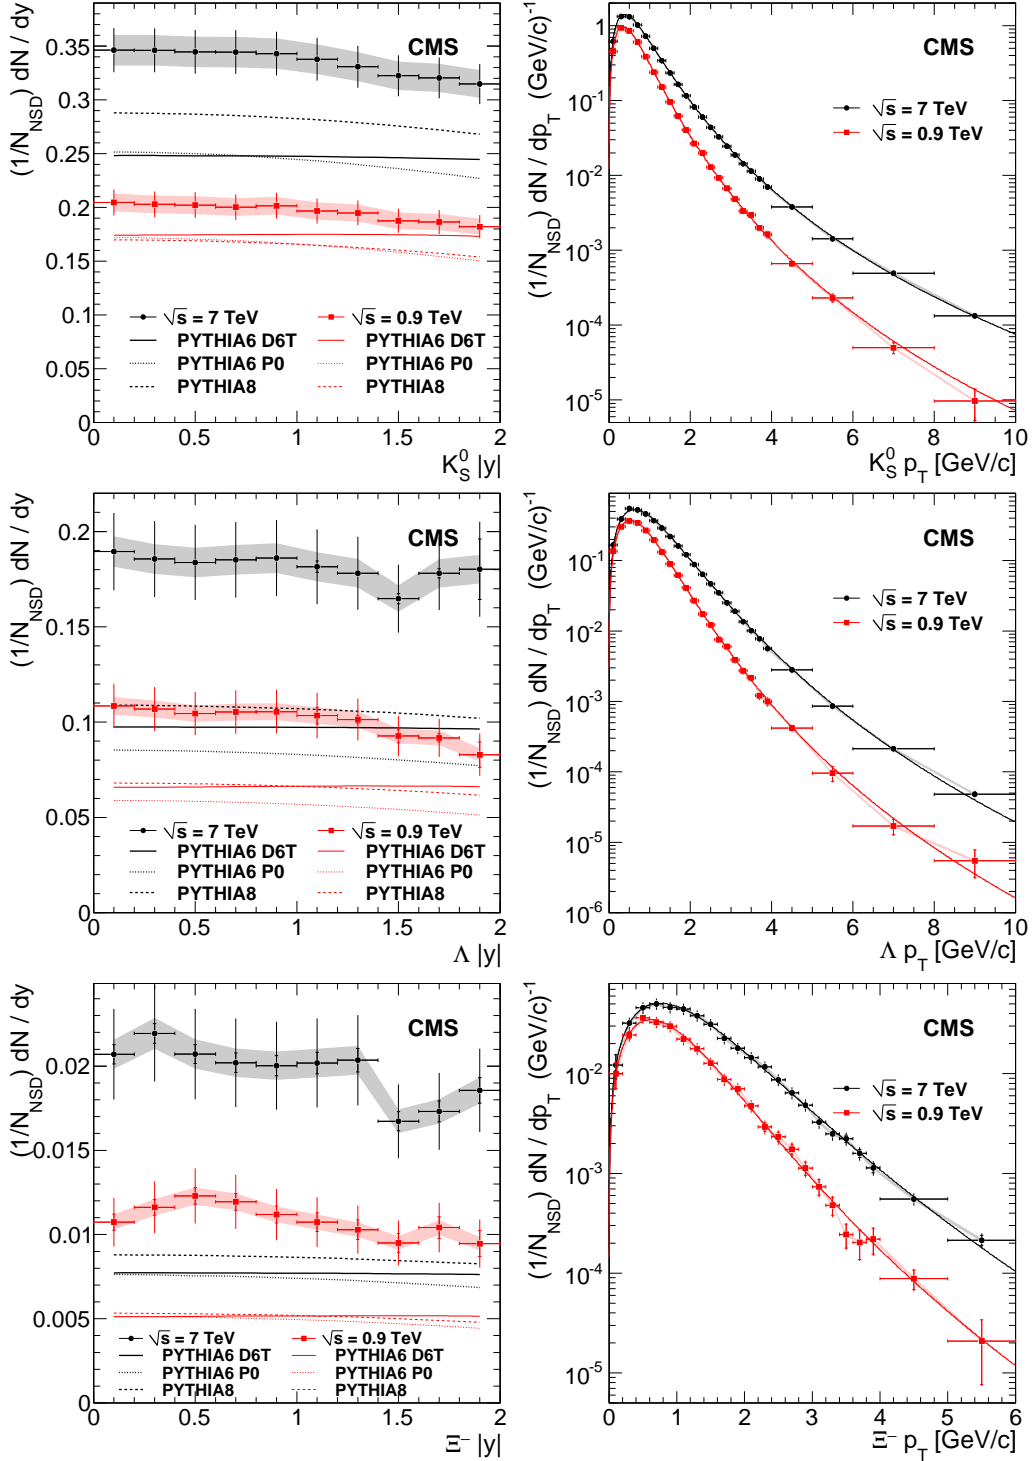 (1/N_NSD) dN / dy
0.35
0.3
0.25
0.2
0.15
0.1
0.05
0
CMS
√s = 7 TeV
√s = 0.9 TeV
PYTHIA6 D6T
PYTHIA6 D6T
PYTHIA6 P0
PYTHIA6 P0
PYTHIA8
PYTHIA8
0 0.5 1 1.5 2
K_S^0 |y|
(1/N_NSD) dN / dp_T (GeV/c)^-1
1
10^-1
10^-2
10^-3
10^-4
10^-5
CMS
√s = 7 TeV
√s = 0.9 TeV
0 2 4 6 8 10
K_S^0 p_T [GeV/c]
(1/N_NSD) dN / dy
0.2
0.15
0.1
0.05
0
CMS
√s = 7 TeV
√s = 0.9 TeV
PYTHIA6 D6T
PYTHIA6 D6T
PYTHIA6 P0
PYTHIA6 P0
PYTHIA8
PYTHIA8
0 0.5 1 1.5 2
Λ |y|
(1/N_NSD) dN / dp_T (GeV/c)^-1
10^-1
10^-2
10^-3
10^-4
10^-5
10^-6
CMS
√s = 7 TeV
√s = 0.9 TeV
0 2 4 6 8 10
Λ p_T [GeV/c]
(1/N_NSD) dN / dy
0.02
0.015
0.01
0.005
0
CMS
√s = 7 TeV
√s = 0.9 TeV
PYTHIA6 D6T
PYTHIA6 D6T
PYTHIA6 P0
PYTHIA6 P0
PYTHIA8
PYTHIA8
0 0.5 1 1.5 2
Ξ^- |y|
(1/N_NSD) dN / dp_T (GeV/c)^-1
10^-1
10^-2
10^-3
10^-4
10^-5
CMS
√s = 7 TeV
√s = 0.9 TeV
0 1 2 3 4 5 6
Ξ^- p_T [GeV/c]